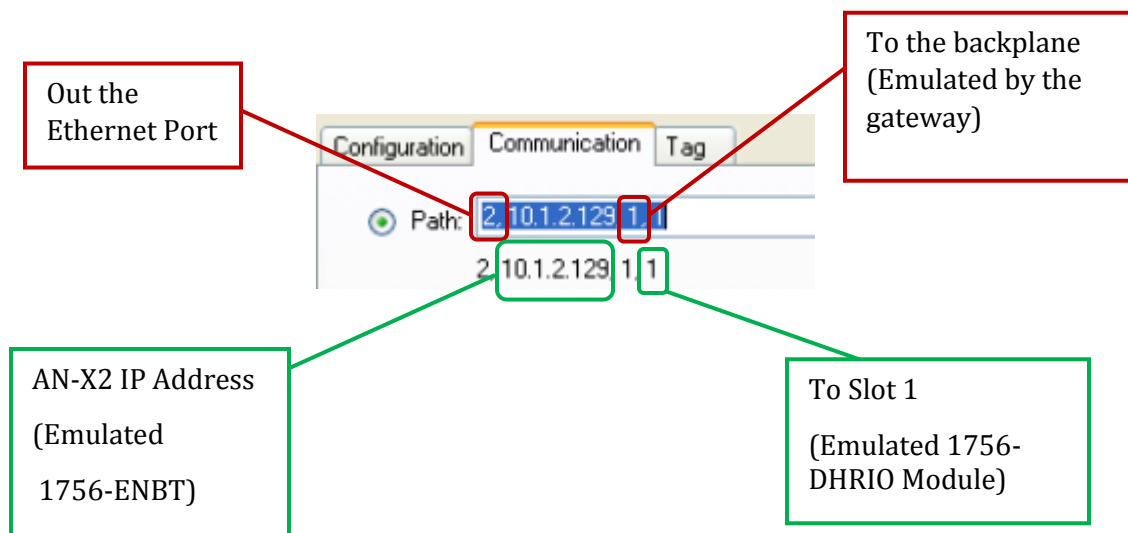 Out the
Ethernet Port
To the backplane
(Emulated by the
gateway)
Configuration Communication Tag
Path: 2, 10.1.2.129, 1, 1
2, 10.1.2.129, 1, 1
AN-X2 IP Address
(Emulated
1756-ENBT)
To Slot 1
(Emulated 1756-
DHRIO Module)